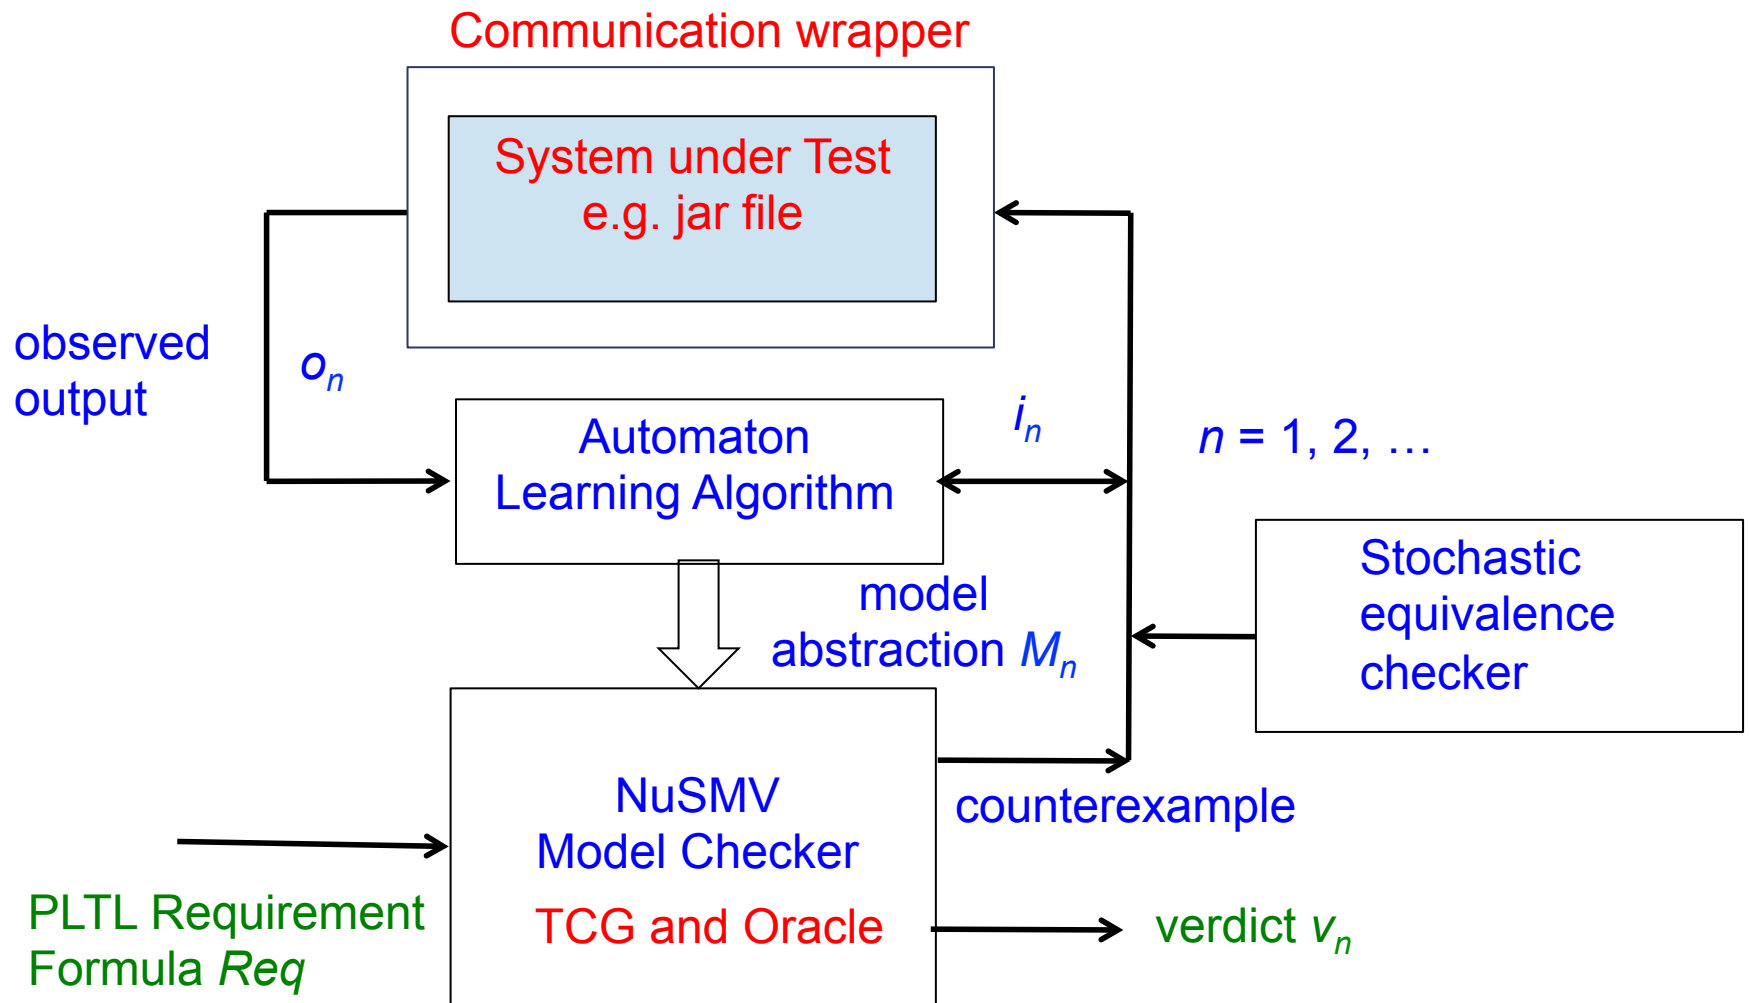 Communication wrapper
System under Test
e.g. jar file
observed
output
oₙ
Automaton
Learning Algorithm
iₙ
n = 1, 2, …
Stochastic
equivalence
checker
model
abstraction Mₙ
NuSMV
Model Checker
TCG and Oracle
counterexample
PLTL Requirement
Formula Req
verdict vₙ